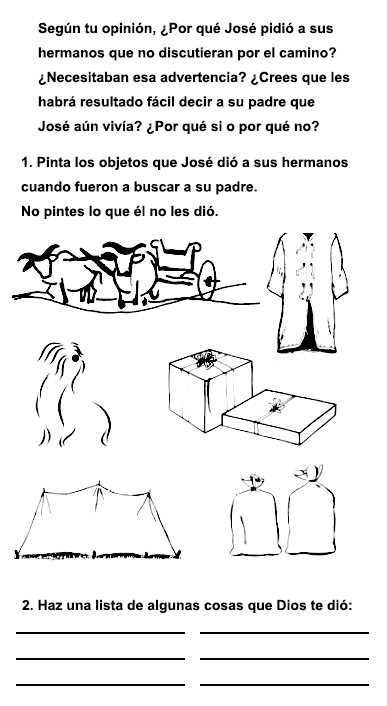 Según tu opinión, ¿Por qué José pidió a sus
hermanos que no discutieran por el camino?
¿Necesitaban esa advertencia? ¿Crees que les
habrá resultado fácil decir a su padre que
José aún vivía? ¿Por qué si o por qué no?
1. Pinta los objetos que José dió a sus hermanos
cuando fueron a buscar a su padre.
No pintes lo que él no les dió.
2. Haz una lista de algunas cosas que Dios te dió: